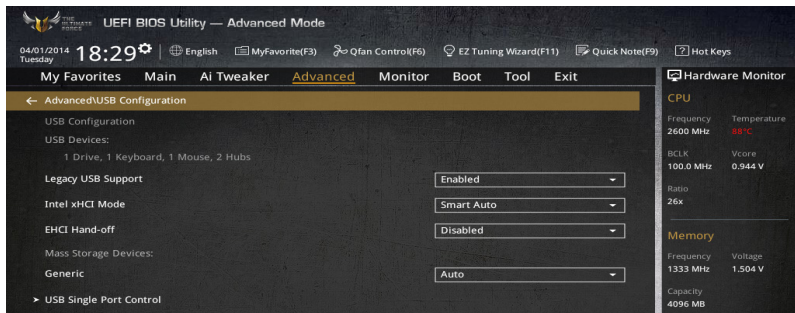 THE ULTIMATE FORCE
UEFI BIOS Utility — Advanced Mode
04/01/2014
Tuesday
18:29
English
MyFavorite(F3)
Qfan Control(F6)
EZ Tuning Wizard(F11)
Quick Note(F9)
? Hot Keys
My Favorites
Main
Ai Tweaker
Advanced
Monitor
Boot
Tool
Exit
Hardware Monitor
← Advanced\USB Configuration
USB Configuration
USB Devices:
1 Drive, 1 Keyboard, 1 Mouse, 2 Hubs
Legacy USB Support Enabled
Intel xHCI Mode Smart Auto
EHCI Hand-off Disabled
Mass Storage Devices:
Generic Auto
➤ USB Single Port Control
CPU
Frequency Temperature
2600 MHz 88°C
BCLK Vcore
100.0 MHz 0.944 V
Ratio
26x
Memory
Frequency Voltage
1333 MHz 1.504 V
Capacity
4096 MB